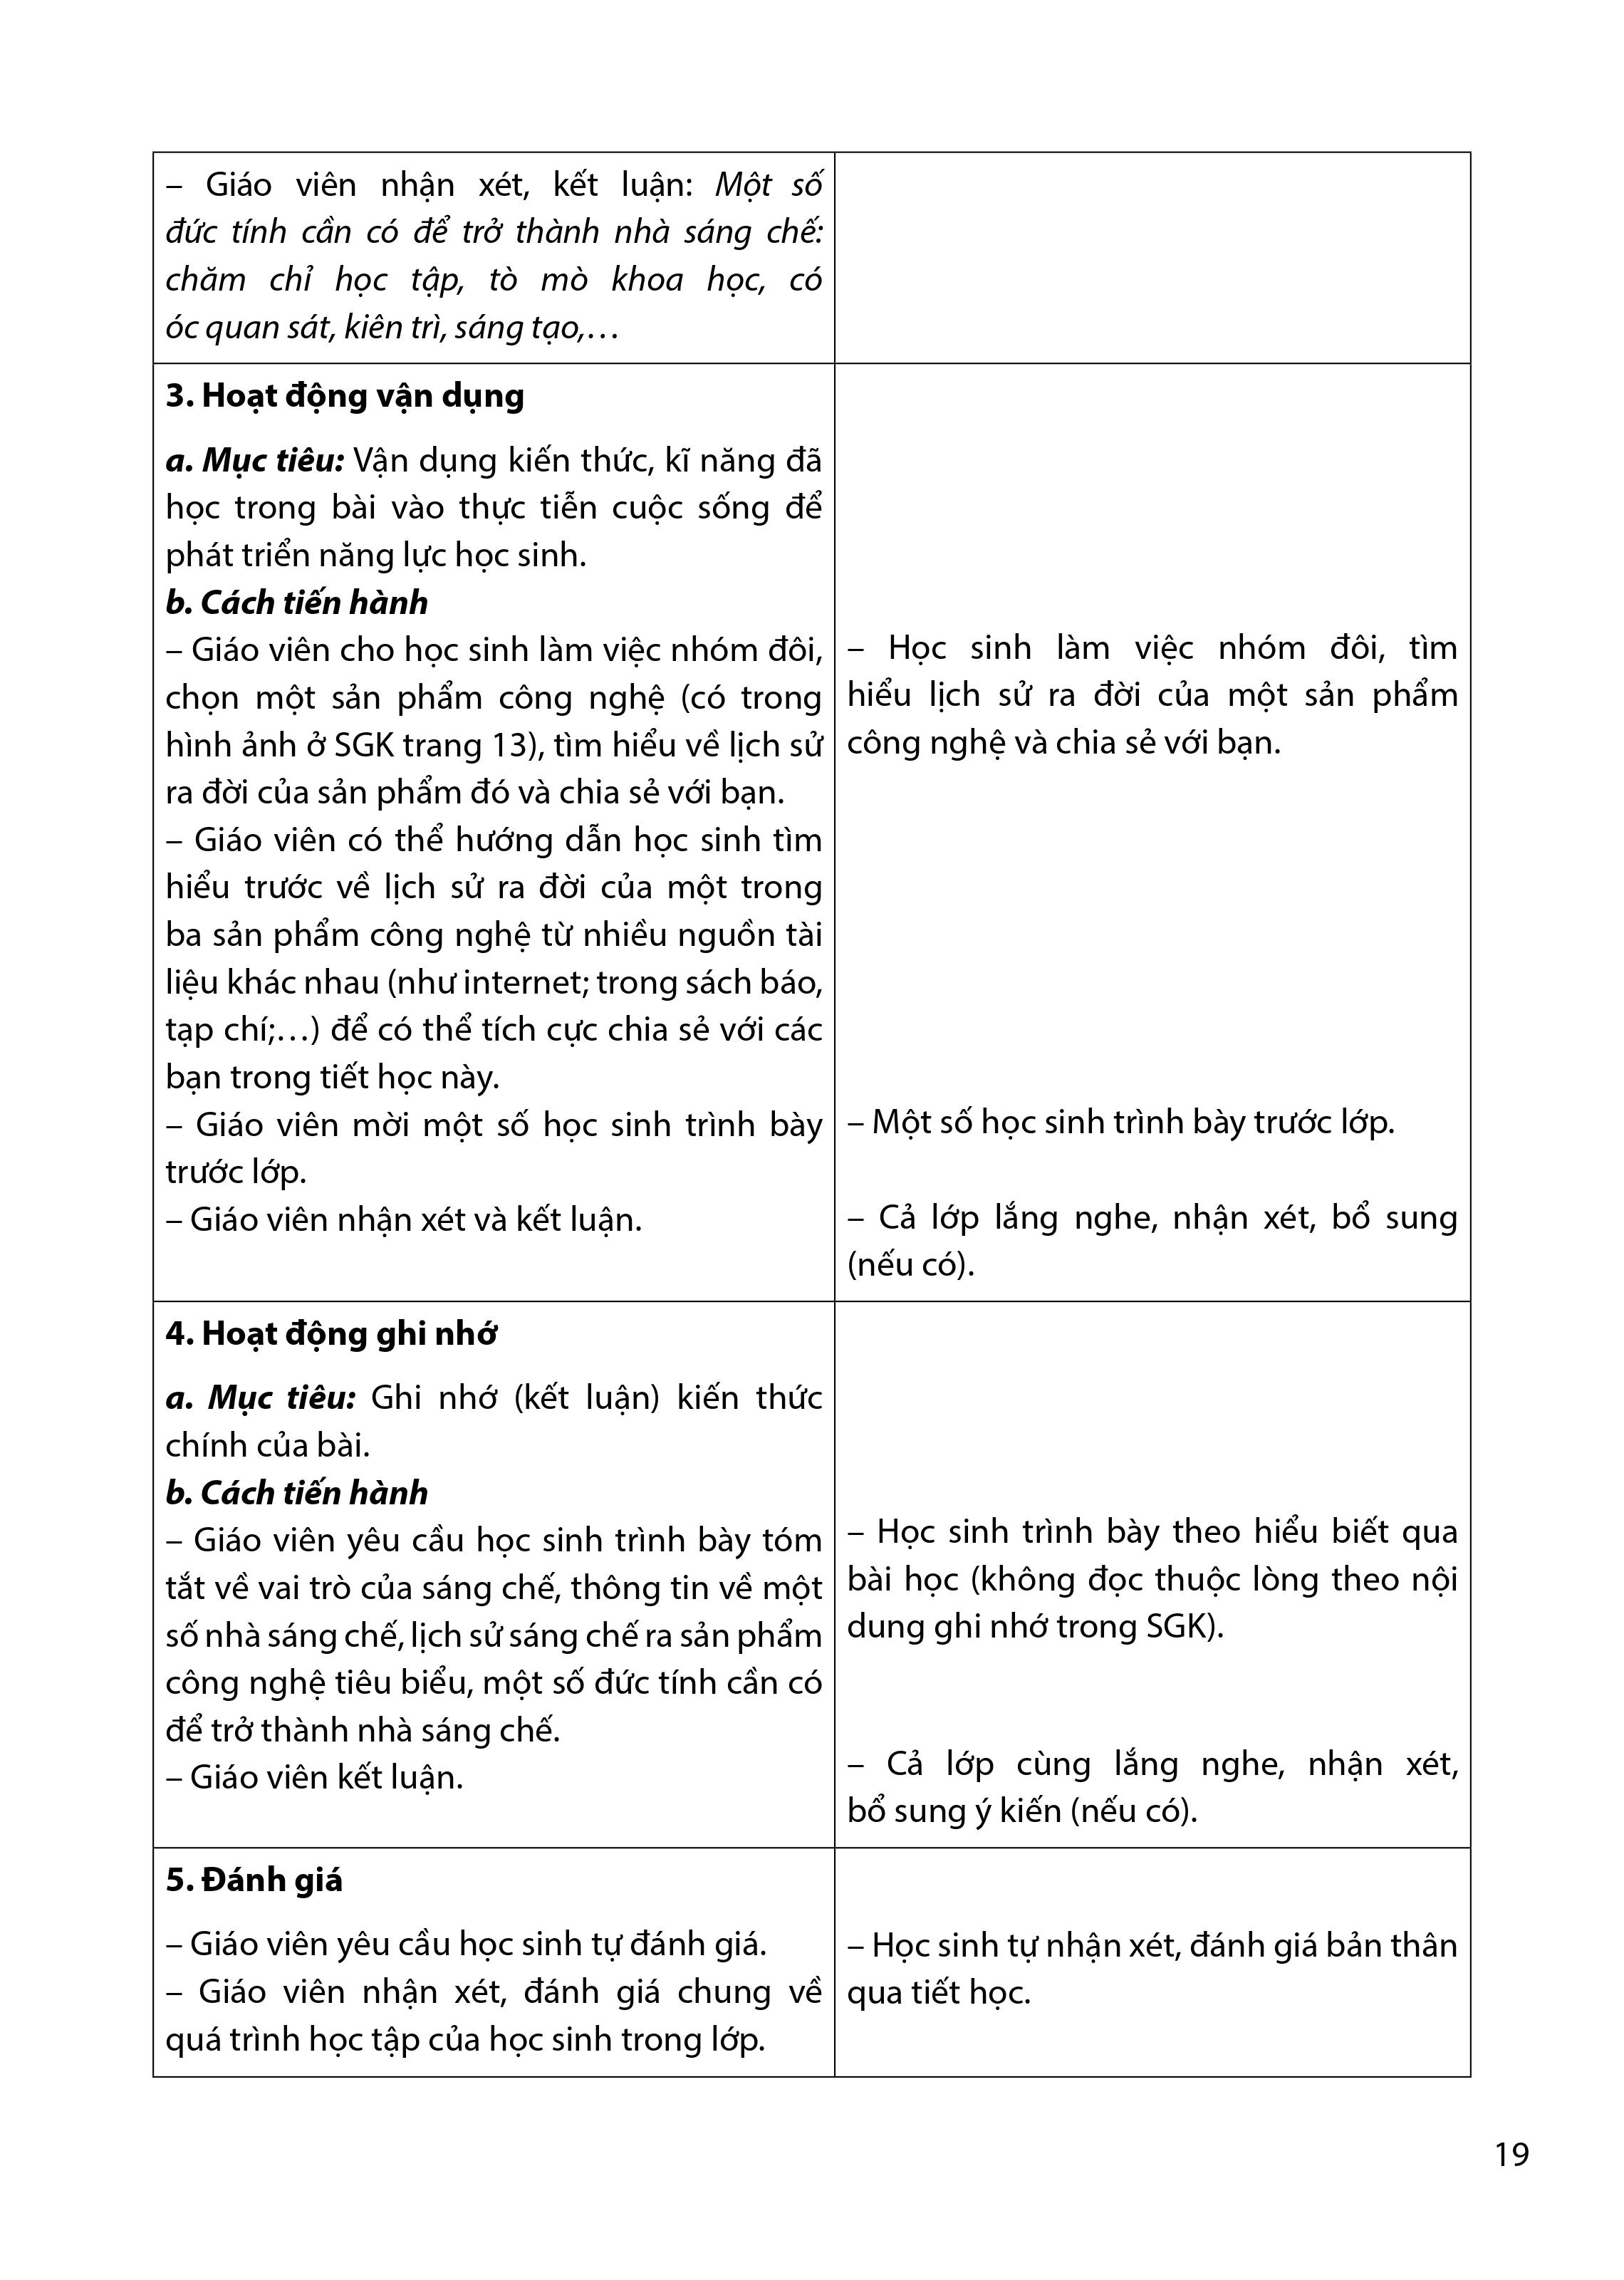 – Giáo viên nhận xét, kết luận: Một số
đức tính cần có để trở thành nhà sáng chế:
chăm chỉ học tập, tò mò khoa học, có
óc quan sát, kiên trì, sáng tạo,…
3. Hoạt động vận dụng
a. Mục tiêu: Vận dụng kiến thức, kĩ năng đã
học trong bài vào thực tiễn cuộc sống để
phát triển năng lực học sinh.
b. Cách tiến hành
– Giáo viên cho học sinh làm việc nhóm đôi,
chọn một sản phẩm công nghệ (có trong
hình ảnh ở SGK trang 13), tìm hiểu về lịch sử
ra đời của sản phẩm đó và chia sẻ với bạn.
– Giáo viên có thể hướng dẫn học sinh tìm
hiểu trước về lịch sử ra đời của một trong
ba sản phẩm công nghệ từ nhiều nguồn tài
liệu khác nhau (như internet; trong sách báo,
tạp chí;…) để có thể tích cực chia sẻ với các
bạn trong tiết học này.
– Giáo viên mời một số học sinh trình bày
trước lớp.
– Giáo viên nhận xét và kết luận.
– Học sinh làm việc nhóm đôi, tìm
hiểu lịch sử ra đời của một sản phẩm
công nghệ và chia sẻ với bạn.
– Một số học sinh trình bày trước lớp.
– Cả lớp lắng nghe, nhận xét, bổ sung
(nếu có).
4. Hoạt động ghi nhớ
a. Mục tiêu: Ghi nhớ (kết luận) kiến thức
chính của bài.
b. Cách tiến hành
– Giáo viên yêu cầu học sinh trình bày tóm
tắt về vai trò của sáng chế, thông tin về một
số nhà sáng chế, lịch sử sáng chế ra sản phẩm
công nghệ tiêu biểu, một số đức tính cần có
để trở thành nhà sáng chế.
– Giáo viên kết luận.
– Học sinh trình bày theo hiểu biết qua
bài học (không đọc thuộc lòng theo nội
dung ghi nhớ trong SGK).
– Cả lớp cùng lắng nghe, nhận xét,
bổ sung ý kiến (nếu có).
5. Đánh giá
– Giáo viên yêu cầu học sinh tự đánh giá.
– Giáo viên nhận xét, đánh giá chung về
quá trình học tập của học sinh trong lớp.
– Học sinh tự nhận xét, đánh giá bản thân
qua tiết học.
19